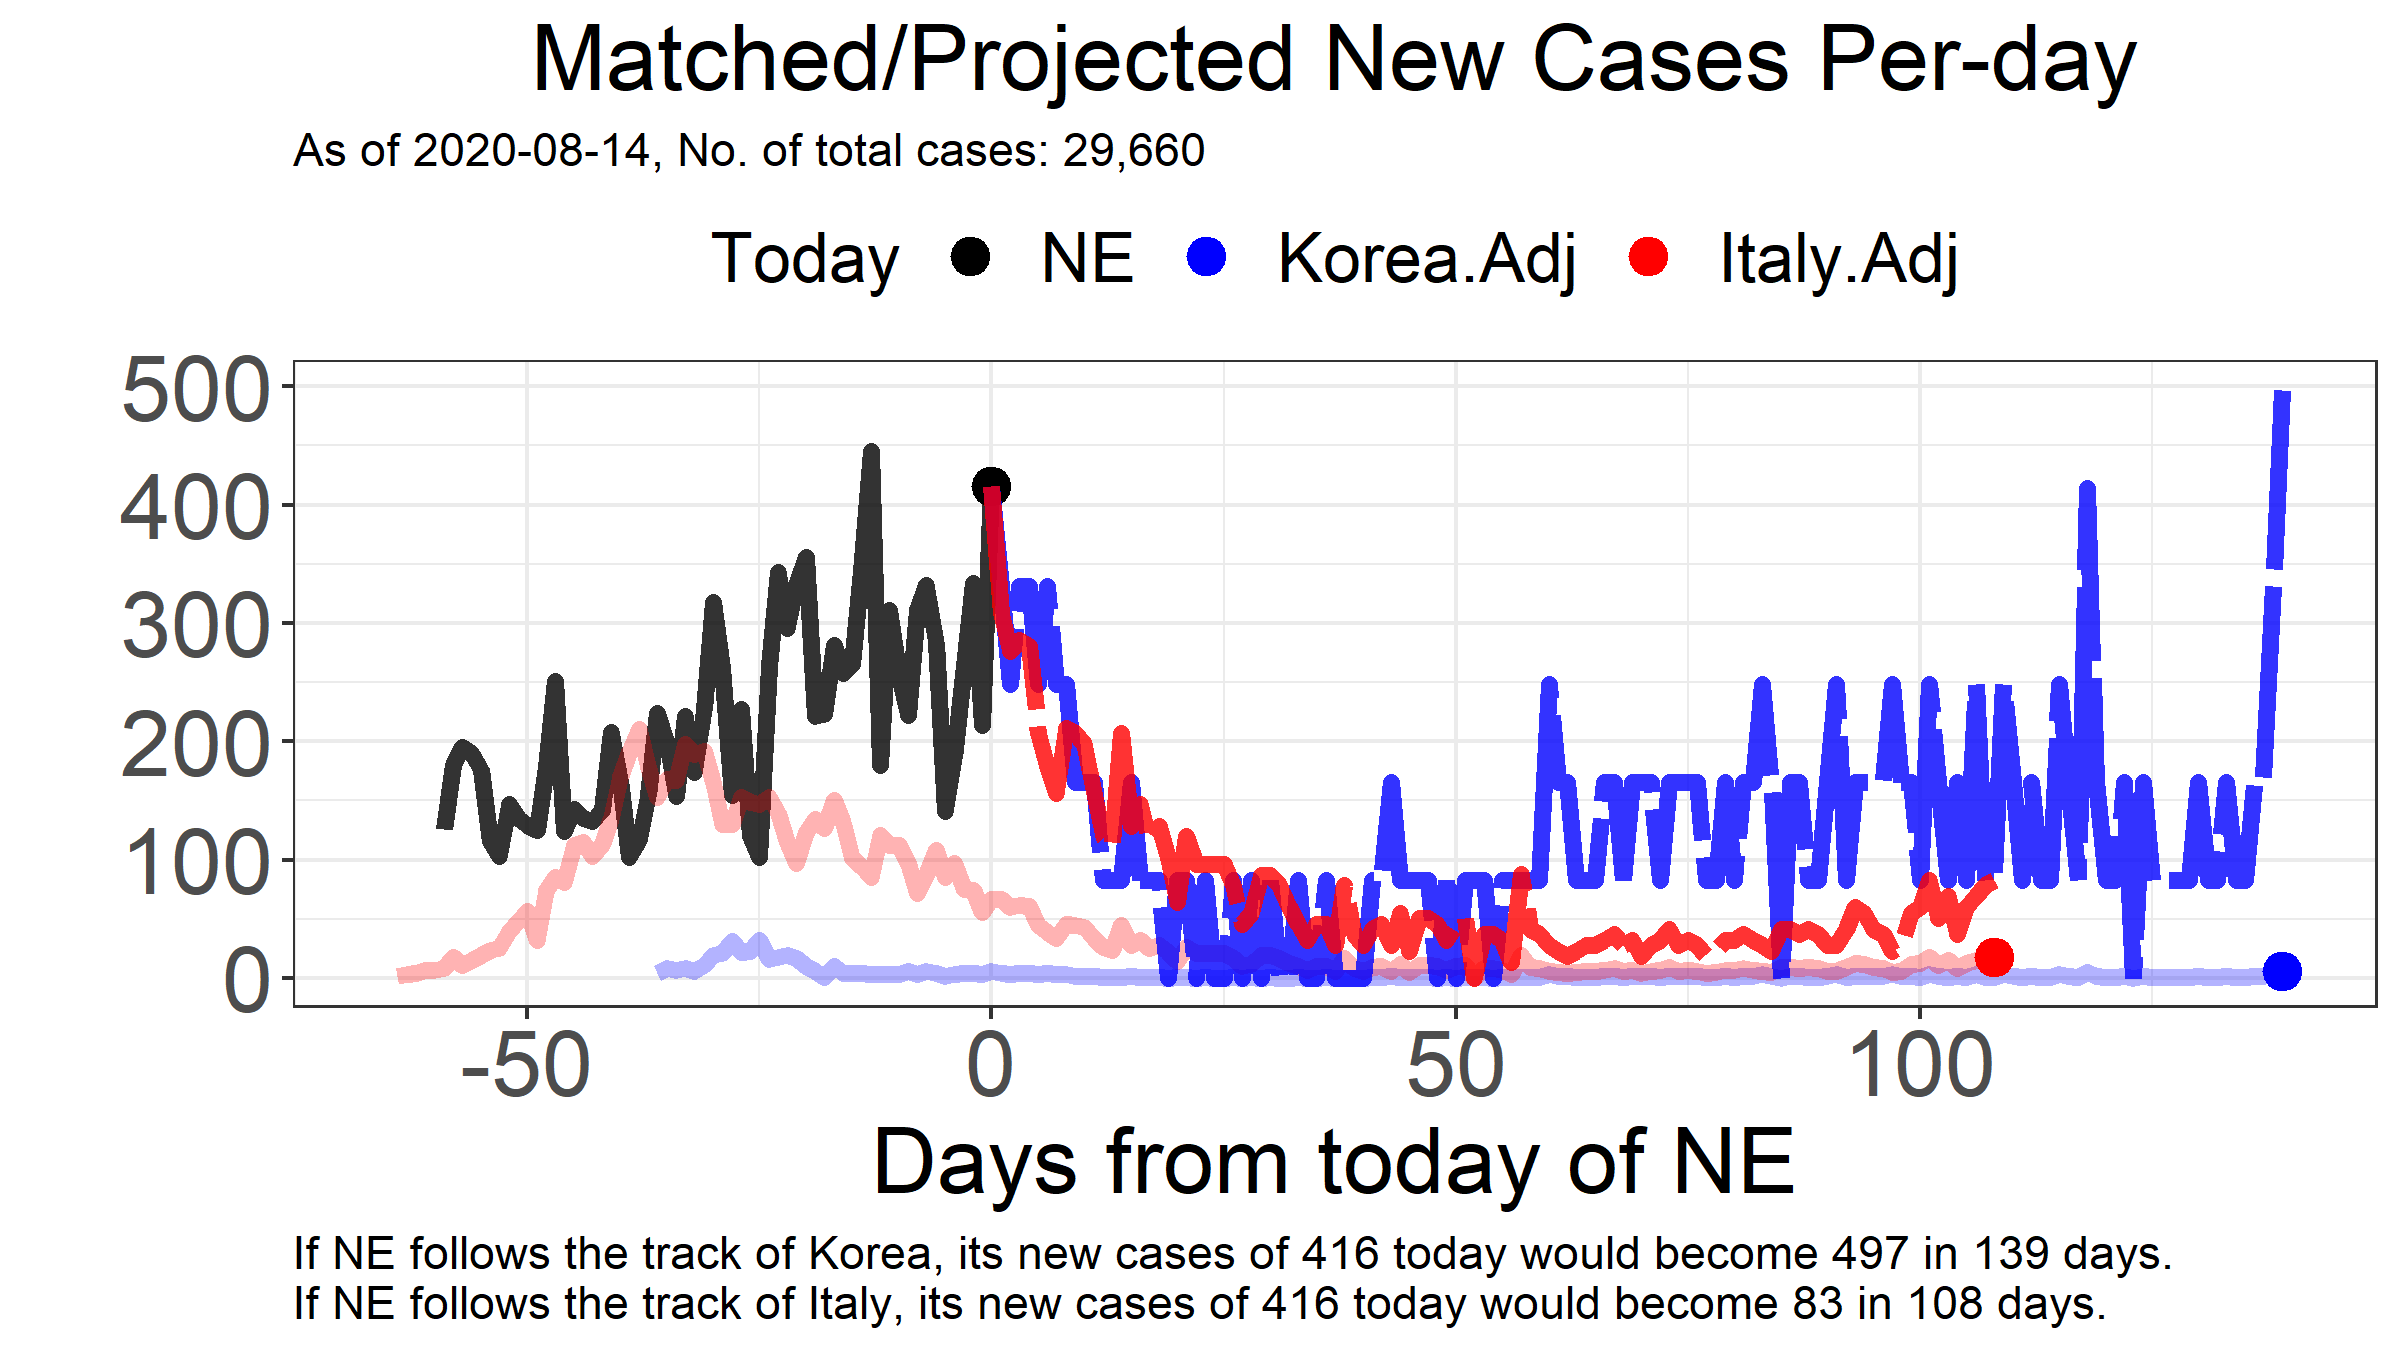 Matched/Projected New Cases Per-day
As of 2020-08-14, No. of total cases: 29,660
Today NE Korea.Adj Italy.Adj
500
400
300
200
100
0
-50 0 50 100
Days from today of NE
If NE follows the track of Korea, its new cases of 416 today would become 497 in 139 days.
If NE follows the track of Italy, its new cases of 416 today would become 83 in 108 days.